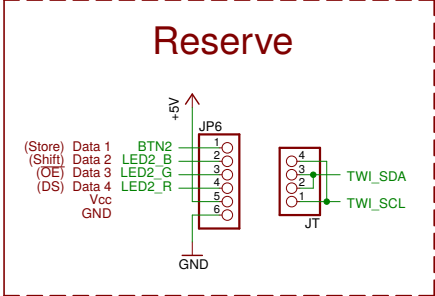 Reserve
+5V
JP6
(Store) Data 1 BTN2 1
(Shift) Data 2 LED2_B 2
(OE) Data 3 LED2_G 3
(DS) Data 4 LED2_R 4
Vcc 5
GND 6
GND
4
3 TWI_SDA
2
1 TWI_SCL
JT